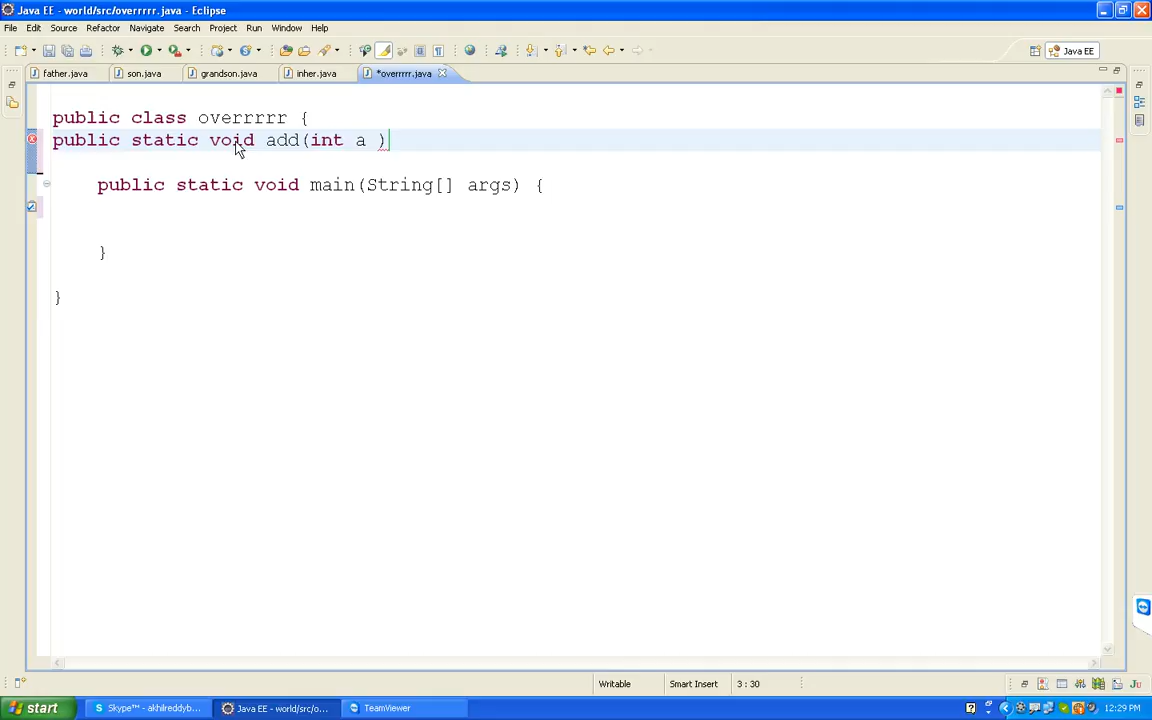 Java EE - world/src/overrrrr.java - Eclipse
File Edit Source Refactor Navigate Search Project Run Window Help
Java EE
father.java son.java grandson.java inher.java *overrrrr.java
public class overrrrr {
public static void add(int a )
public static void main(String[] args) {
}
}
Writable Smart Insert 3 : 30
start Skype™ - akhilreddyb... Java EE - world/src/o... TeamViewer 12:29 PM